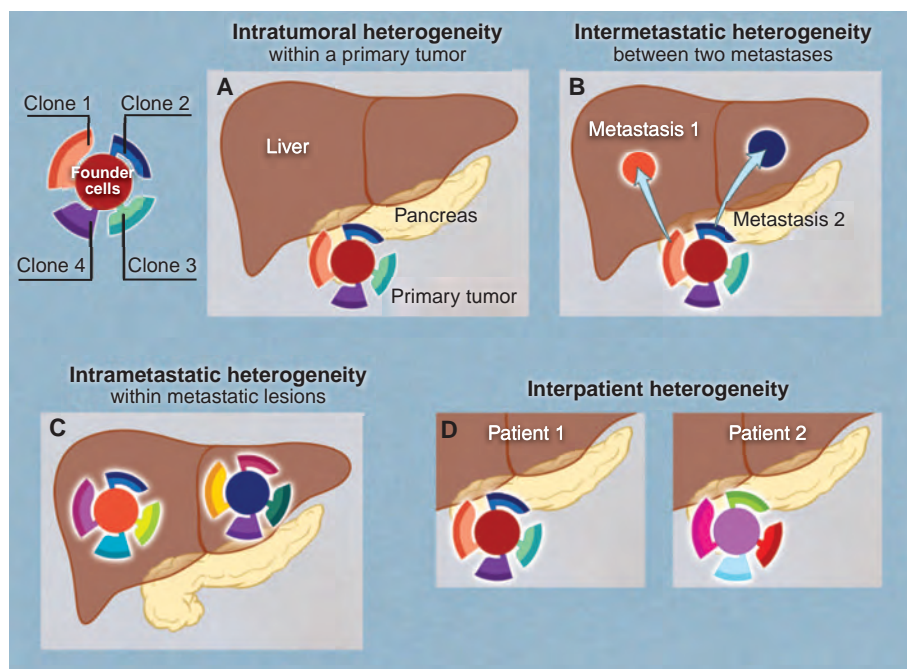 Clone 1
Clone 2
Founder
cells
Clone 4
Clone 3
Intratumoral heterogeneity
within a primary tumor
A
Liver
Pancreas
Primary tumor
Intermetastatic heterogeneity
between two metastases
B
Metastasis 1
Metastasis 2
Intrametastatic heterogeneity
within metastatic lesions
C
Interpatient heterogeneity
D
Patient 1
Patient 2